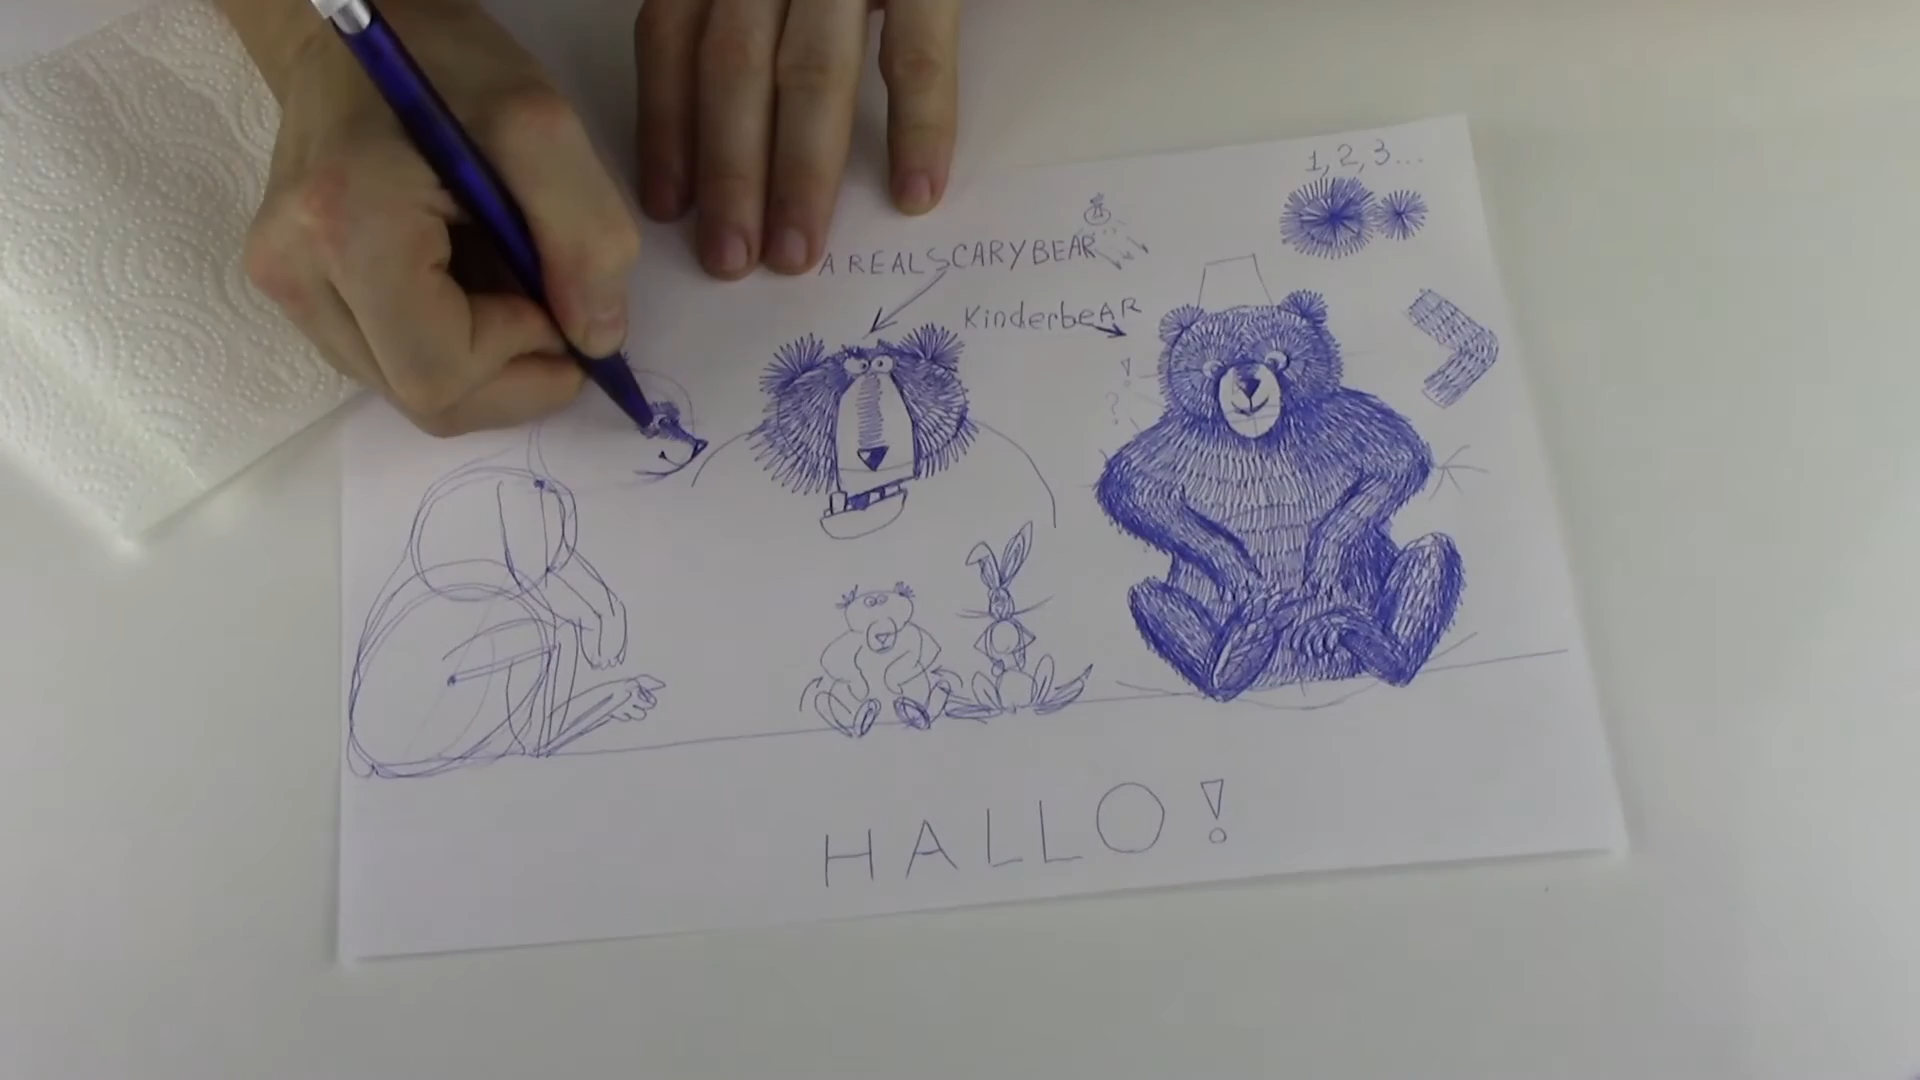 1, 2, 3...
A REAL SCARY BEAR
KinderbeAR
!
?
HALLO!